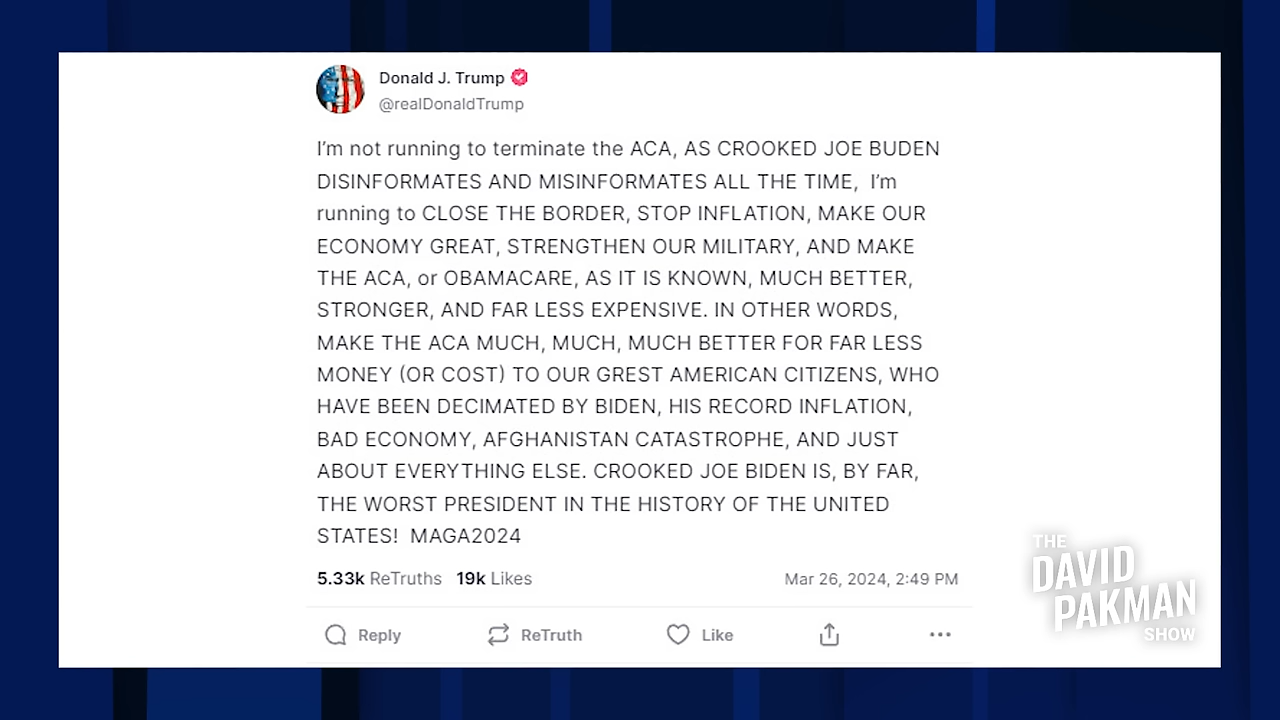 Donald J. Trump
@realDonaldTrump
I'm not running to terminate the ACA, AS CROOKED JOE BUDEN
DISINFORMATES AND MISINFORMATES ALL THE TIME,  I'm
running to CLOSE THE BORDER, STOP INFLATION, MAKE OUR
ECONOMY GREAT, STRENGTHEN OUR MILITARY, AND MAKE
THE ACA, or OBAMACARE, AS IT IS KNOWN, MUCH BETTER,
STRONGER, AND FAR LESS EXPENSIVE. IN OTHER WORDS,
MAKE THE ACA MUCH, MUCH, MUCH BETTER FOR FAR LESS
MONEY (OR COST) TO OUR GREST AMERICAN CITIZENS, WHO
HAVE BEEN DECIMATED BY BIDEN, HIS RECORD INFLATION,
BAD ECONOMY, AFGHANISTAN CATASTROPHE, AND JUST
ABOUT EVERYTHING ELSE. CROOKED JOE BIDEN IS, BY FAR,
THE WORST PRESIDENT IN THE HISTORY OF THE UNITED
STATES!  MAGA2024
5.33k ReTruths 19k Likes Mar 26, 2024, 2:49 PM
Reply ReTruth Like
THE
DAVID
PAKMAN
SHOW